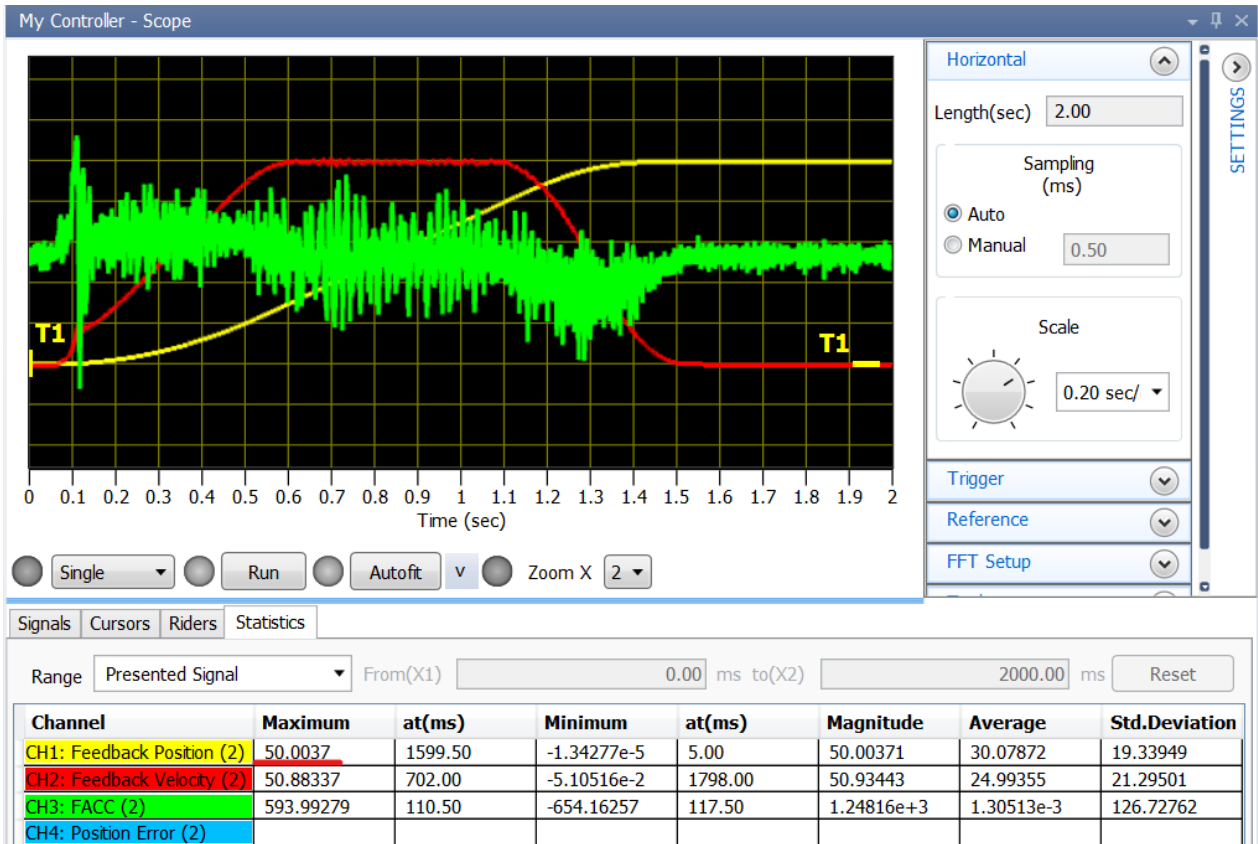 My Controller - Scope
Horizontal
Length(sec) 2.00
Sampling
(ms)
Auto
Manual 0.50
Scale
0.20 sec/
Trigger
Reference
FFT Setup
SETTINGS
T1
T1
0 0.1 0.2 0.3 0.4 0.5 0.6 0.7 0.8 0.9 1 1.1 1.2 1.3 1.4 1.5 1.6 1.7 1.8 1.9 2
Time (sec)
Single Run Autofit v Zoom X 2
Signals Cursors Riders Statistics
Range Presented Signal From(X1) 0.00 ms to(X2) 2000.00 ms Reset
Channel Maximum at(ms) Minimum at(ms) Magnitude Average Std.Deviation
CH1: Feedback Position (2) 50.0037 1599.50 -1.34277e-5 5.00 50.00371 30.07872 19.33949
CH2: Feedback Velocity (2) 50.88337 702.00 -5.10516e-2 1798.00 50.93443 24.99355 21.29501
CH3: FACC (2) 593.99279 110.50 -654.16257 117.50 1.24816e+3 1.30513e-3 126.72762
CH4: Position Error (2)